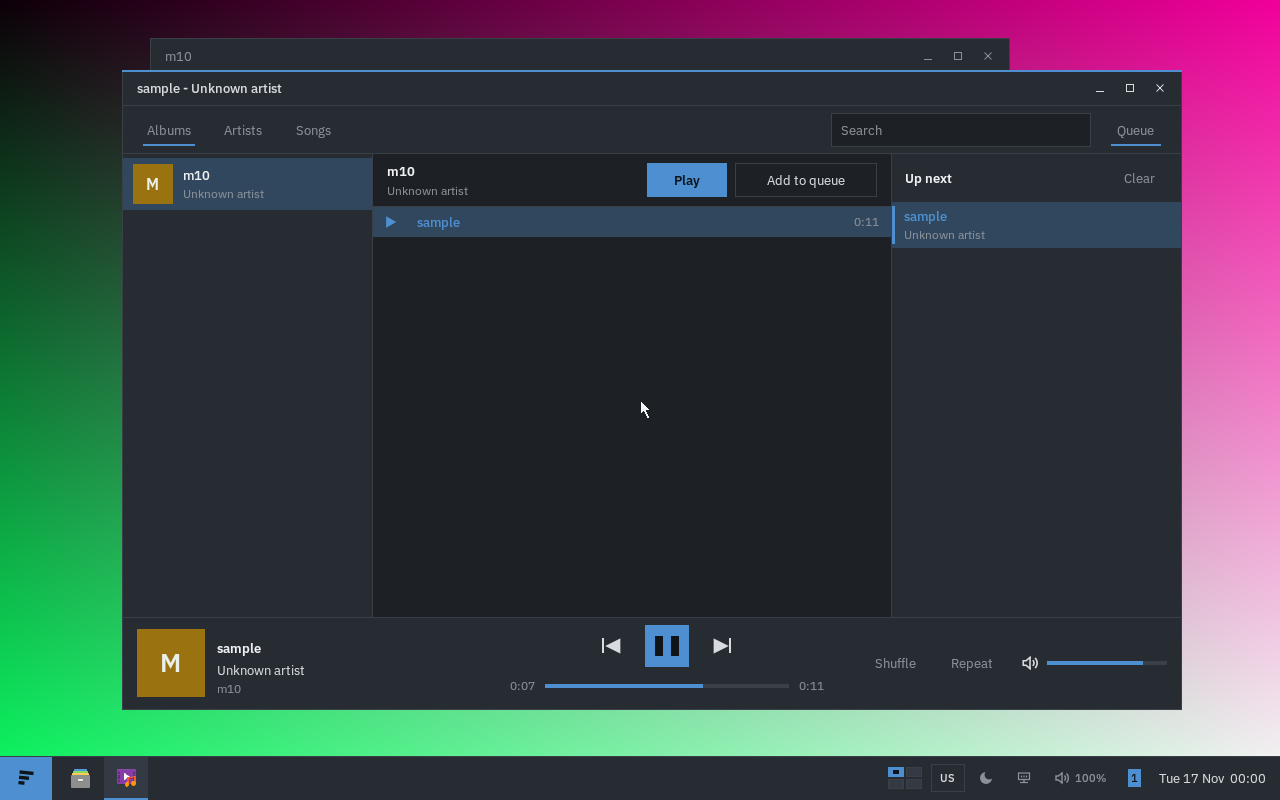 m10
sample - Unknown artist
Albums Artists Songs Search Queue
M m10 Unknown artist
m10
Unknown artist
Play Add to queue
sample 0:11
Up next Clear
sample
Unknown artist
M
sample
Unknown artist
m10
0:07 0:11
Shuffle Repeat
US 100% 1 Tue 17 Nov 00:00